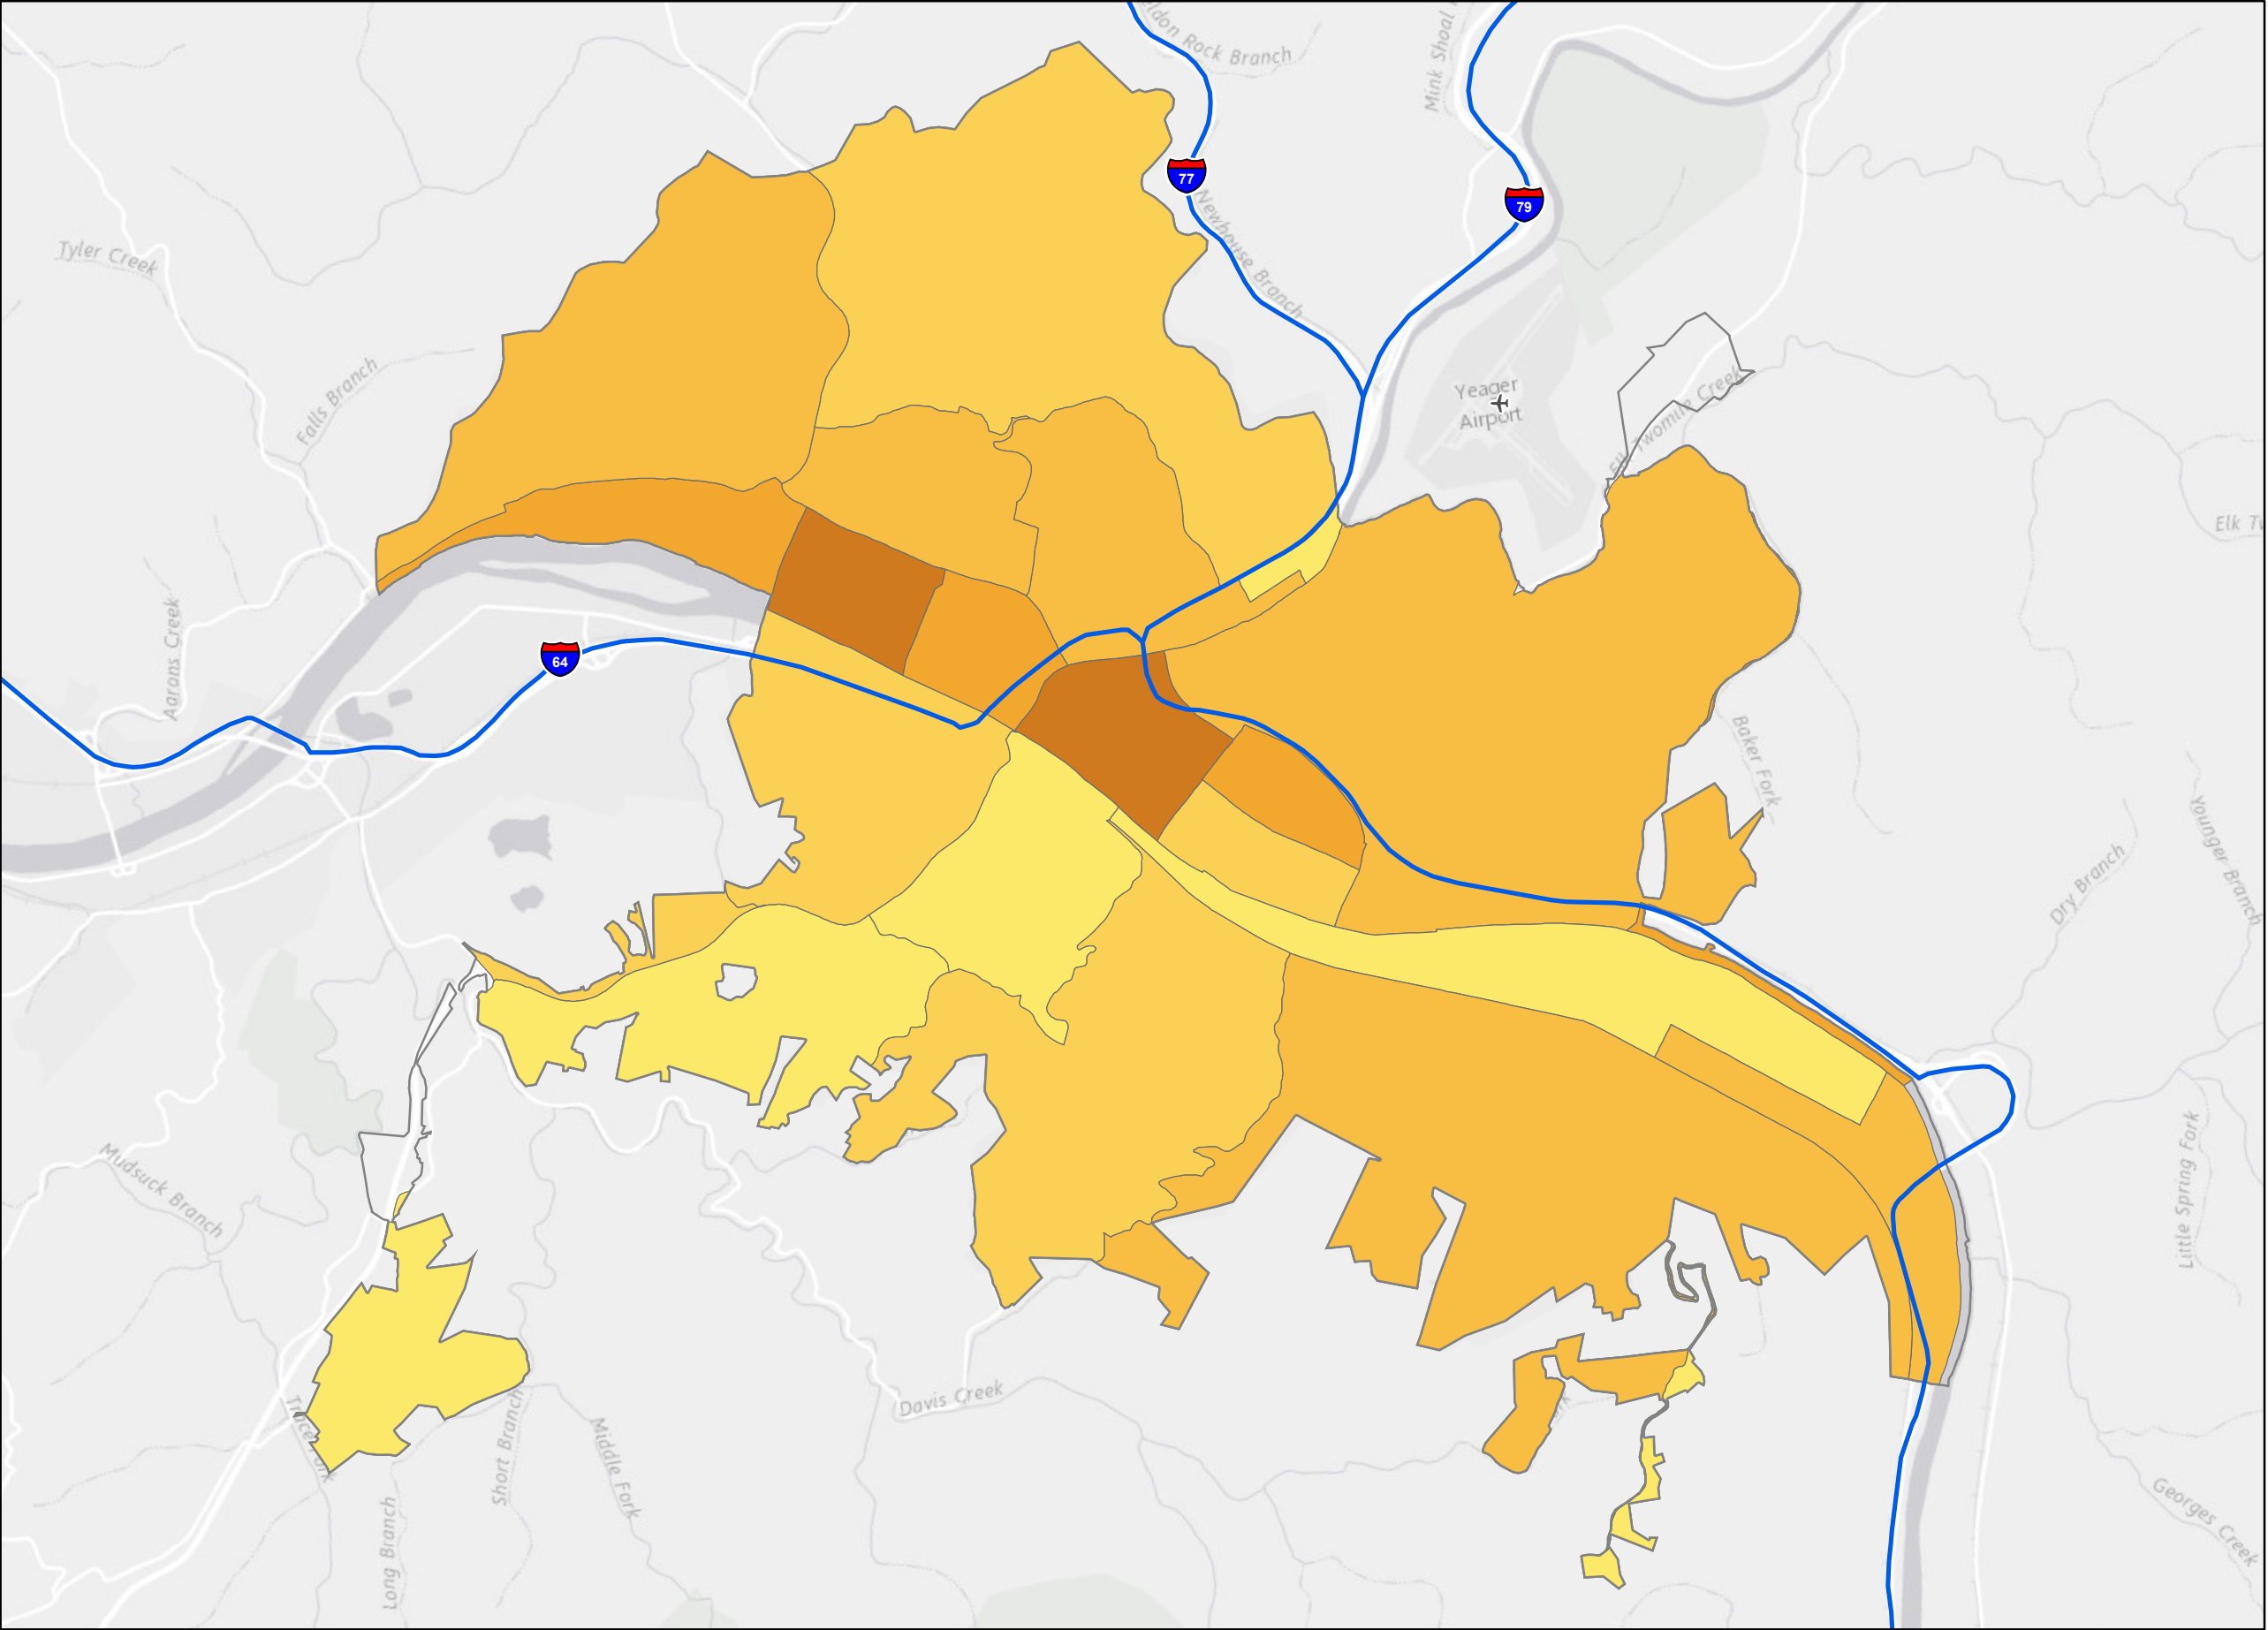 Rock Branch
Mink Shoal
77
79
Newhouse Branch
Tyler Creek
Falls Branch
Yeager
Airport
Elk Twomile Creek
Aarons Creek
64
Baker Fork
Younger Branch
Dry Branch
Mudsuck Branch
Little Spring Fork
Davis Creek
Short Branch
Middle Fork
Long Branch
Georges Creek